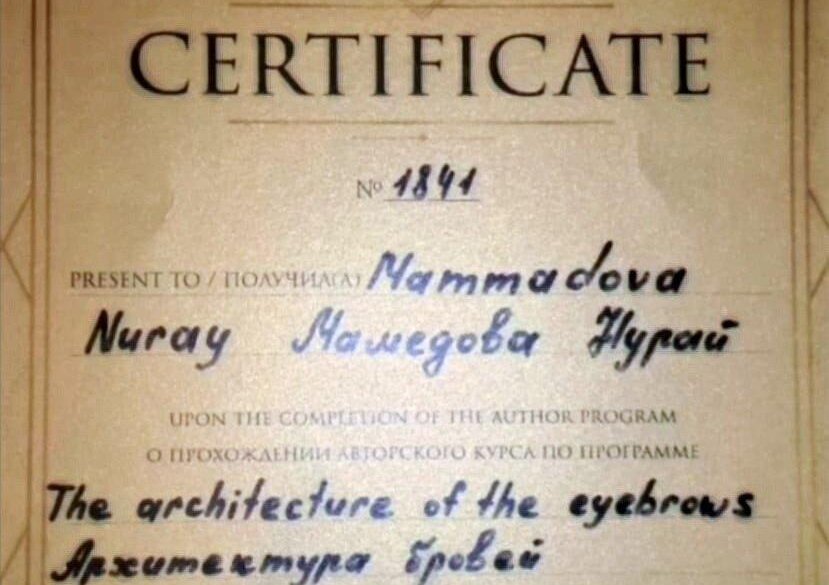 CERTIFICATE
№ 1841
PRESENT TO / ПОЛУЧИЛ(А) Mammadova
Nuray Мамедова Нурай
UPON THE COMPLETION OF THE AUTHOR PROGRAM
О ПРОХОЖДЕНИИ АВТОРСКОГО КУРСА ПО ПРОГРАММЕ
The architecture of the eyebrows
Архитектура бровей